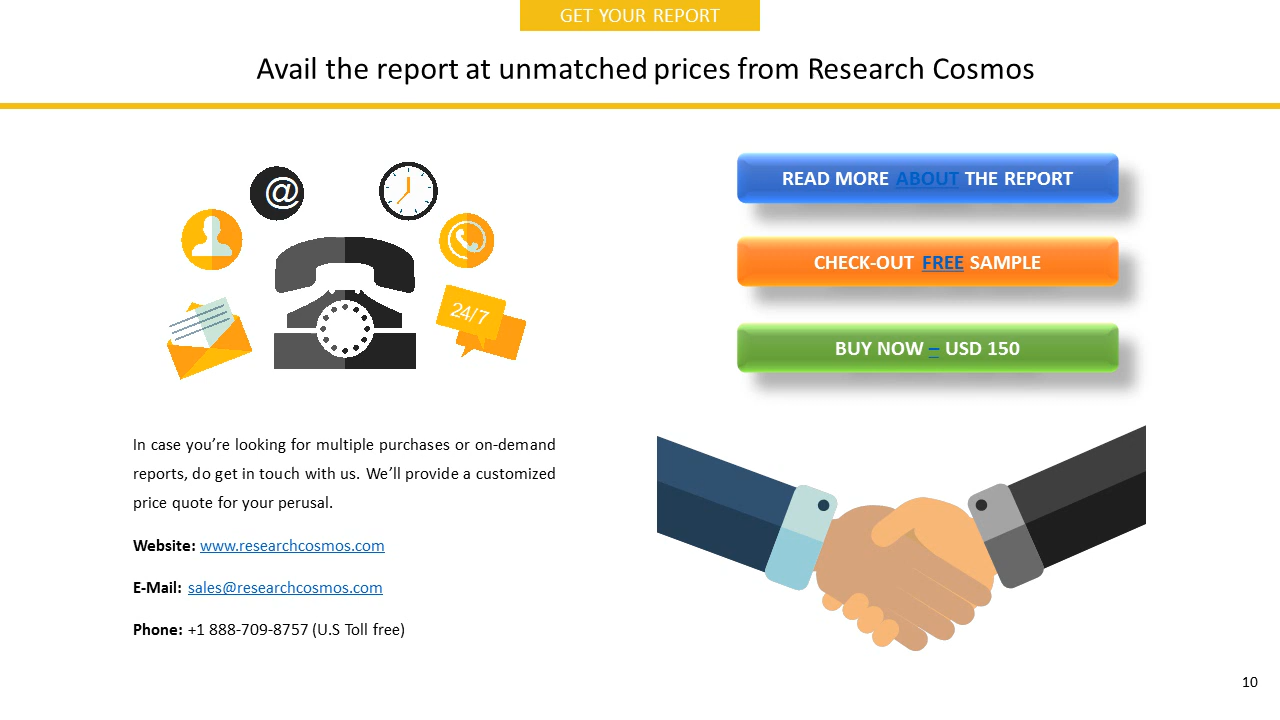 GET YOUR REPORT
Avail the report at unmatched prices from Research Cosmos
@
24/7
READ MORE ABOUT THE REPORT
CHECK-OUT FREE SAMPLE
BUY NOW – USD 150
In case you’re looking for multiple purchases or on-demand
reports, do get in touch with us. We’ll provide a customized
price quote for your perusal.
Website: www.researchcosmos.com
E-Mail: sales@researchcosmos.com
Phone: +1 888-709-8757 (U.S Toll free)
10